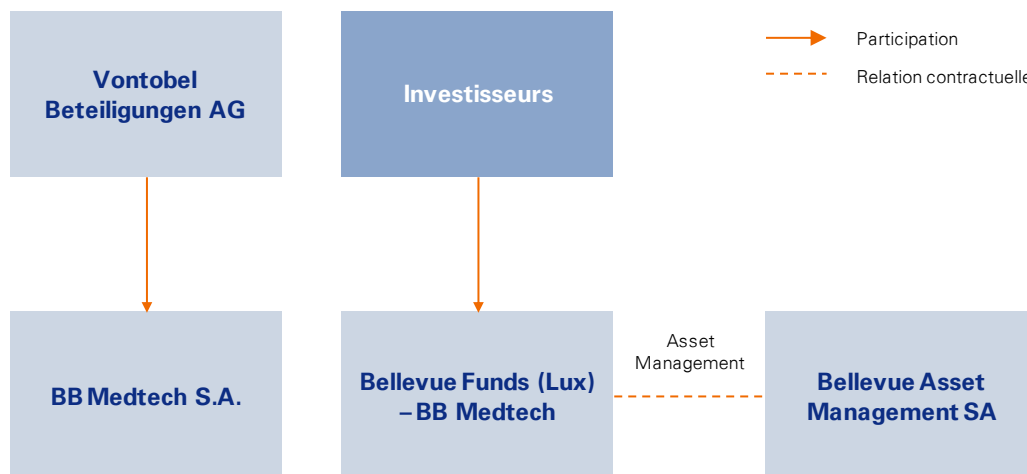 Vontobel
Beteiligungen AG
Investisseurs
Participation
Relation contractuelle
BB Medtech S.A.
Bellevue Funds (Lux)
– BB Medtech
Asset
Management
Bellevue Asset
Management SA